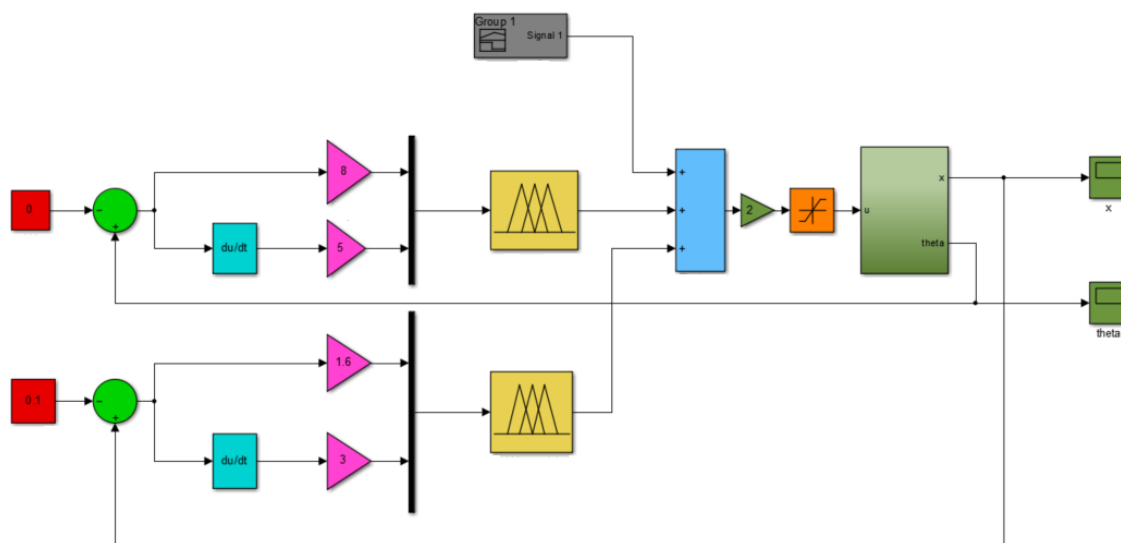 Group 1
Signal 1
8
0
-
+
du/dt
5
+
+
+
2
u
x
theta
x
theta
1.6
0.1
-
+
du/dt
3